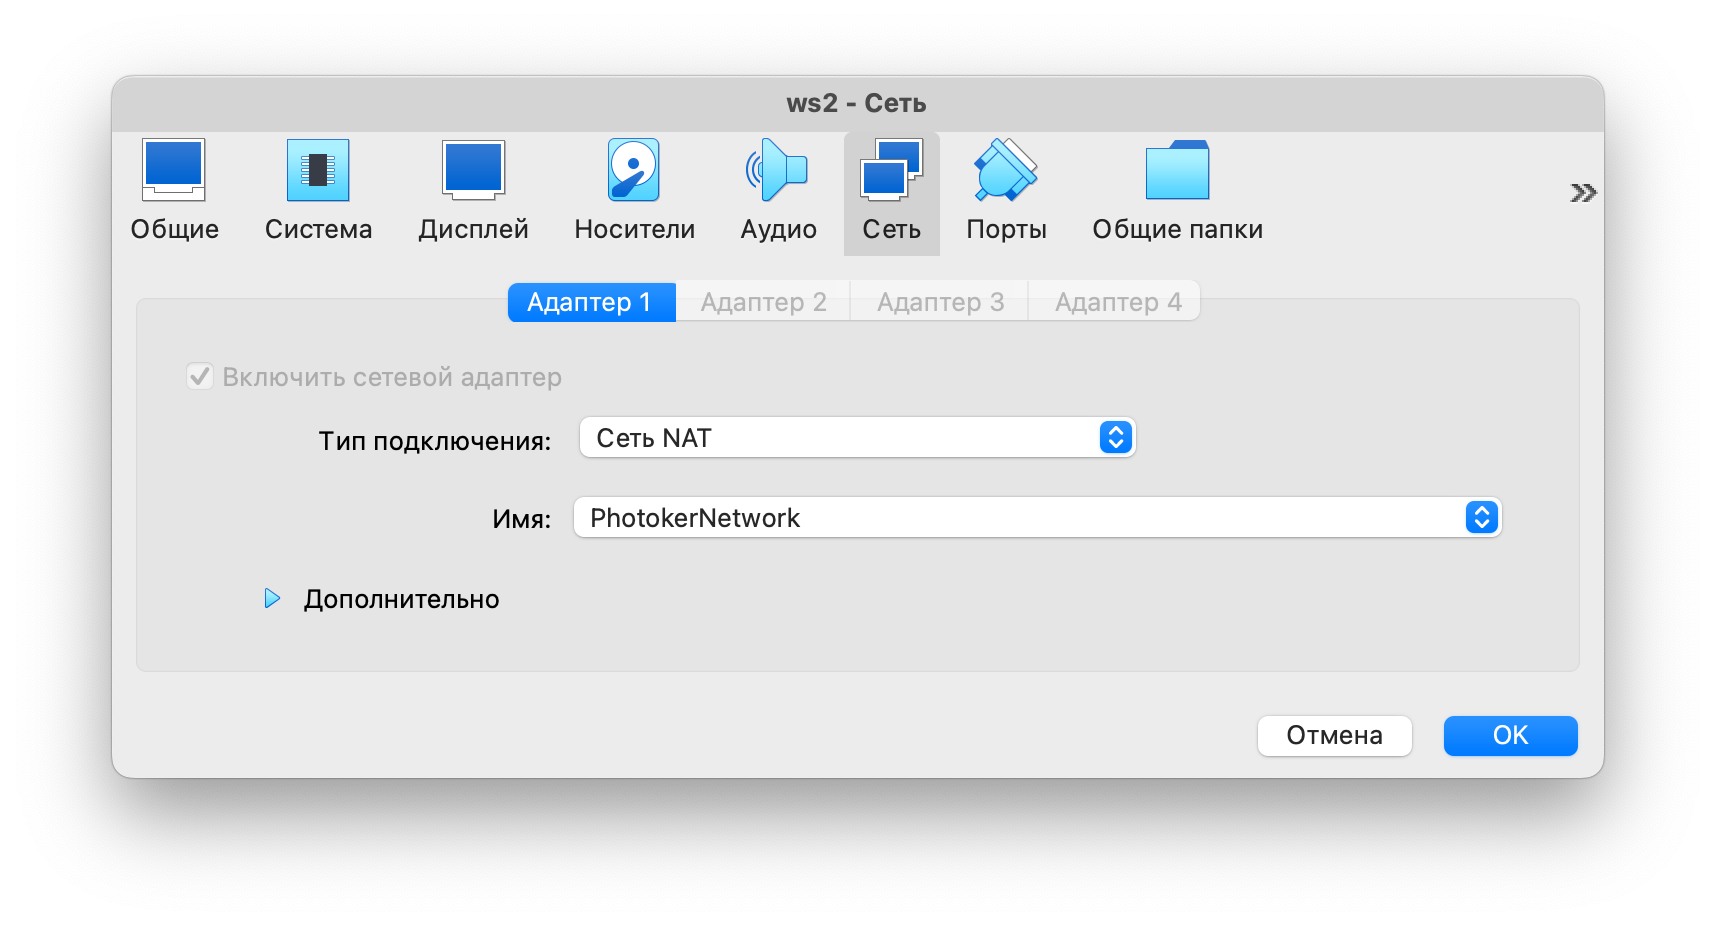 ws2 - Сеть
Общие Система Дисплей Носители Аудио Сеть Порты Общие папки
Адаптер 1 Адаптер 2 Адаптер 3 Адаптер 4
Включить сетевой адаптер
Тип подключения: Сеть NAT
Имя: PhotokerNetwork
Дополнительно
Отмена OK